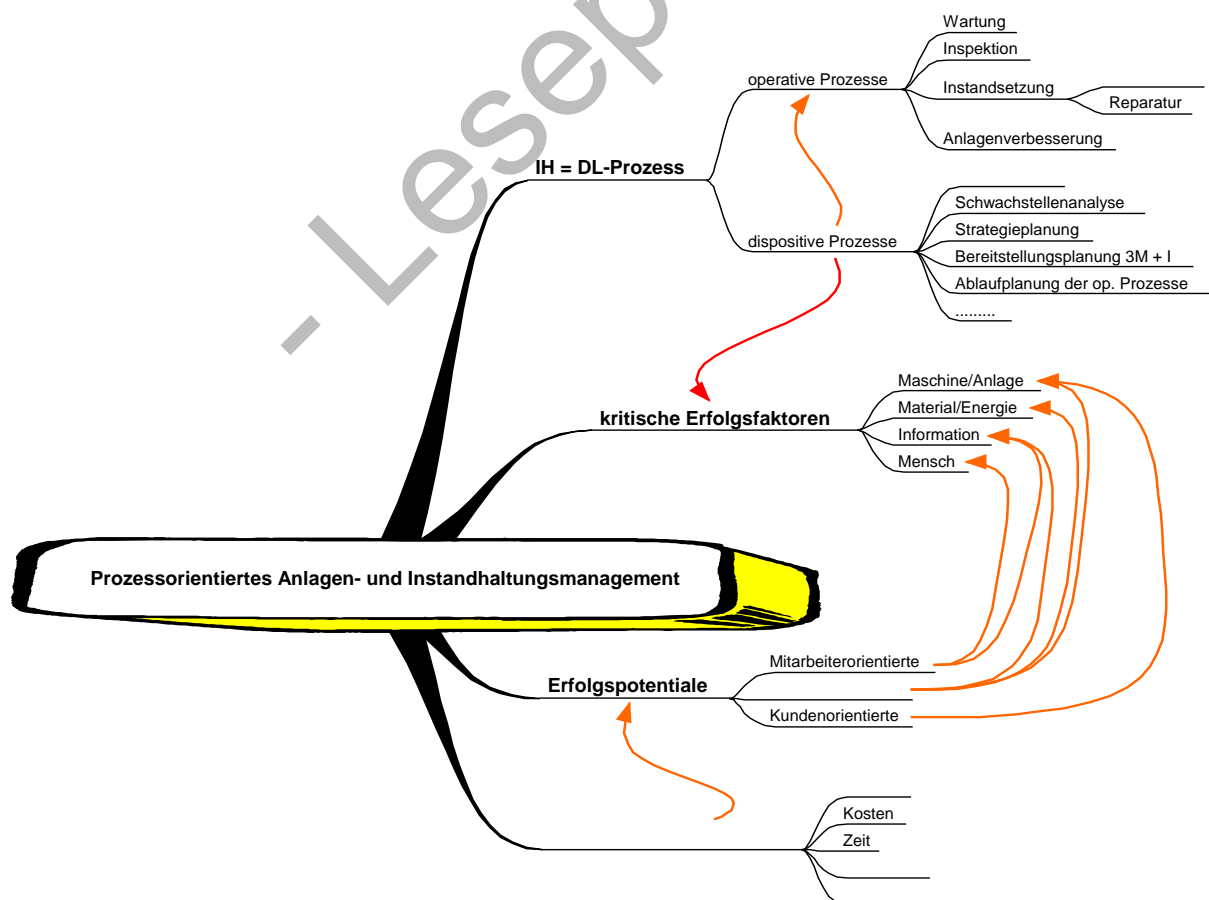 - Lesep
Wartung
Inspektion
operative Prozesse
Instandsetzung
Reparatur
Anlagenverbesserung
IH = DL-Prozess
Schwachstellenanalyse
Strategieplanung
dispositive Prozesse
Bereitstellungsplanung 3M + I
Ablaufplanung der op. Prozesse
.........
Maschine/Anlage
Material/Energie
kritische Erfolgsfaktoren
Information
Mensch
Prozessorientiertes Anlagen- und Instandhaltungsmanagement
Mitarbeiterorientierte
Erfolgspotentiale
Kundenorientierte
Kosten
Zeit